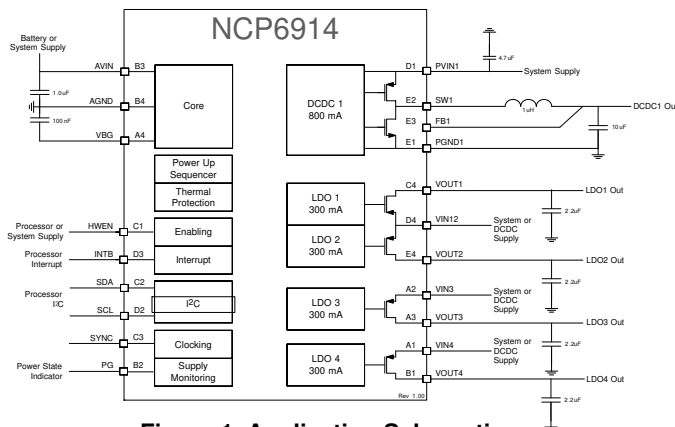 NCP6914
Battery or
System Supply
AVIN B3
1.0uF
AGND B4
100 nF
VBG A4
Core
Power Up
Sequencer
Thermal
Protection
Processor or
System Supply
HWEN C1
Enabling
Processor
Interrupt
INTB D3
Interrupt
SDA C2
Processor
I²C
I²C
SCL D2
SYNC C3
Clocking
Power State
Indicator
PG B2
Supply
Monitoring
DCDC 1
800 mA
D1 PVIN1
4.7uF
System Supply
E2 SW1
1uH
DCDC1 Out
E3 FB1
10uF
E1 PGND1
LDO 1
300 mA
C4 VOUT1
LDO1 Out
2.2uF
D4 VIN12
System or
DCDC
Supply
LDO 2
300 mA
E4 VOUT2
LDO2 Out
2.2uF
LDO 3
300 mA
A2 VIN3
System or
DCDC
Supply
A3 VOUT3
LDO3 Out
2.2uF
LDO 4
300 mA
A1 VIN4
System or
DCDC
Supply
B1 VOUT4
LDO4 Out
2.2uF
Rev 1.00
Figure 1. Application Schematic